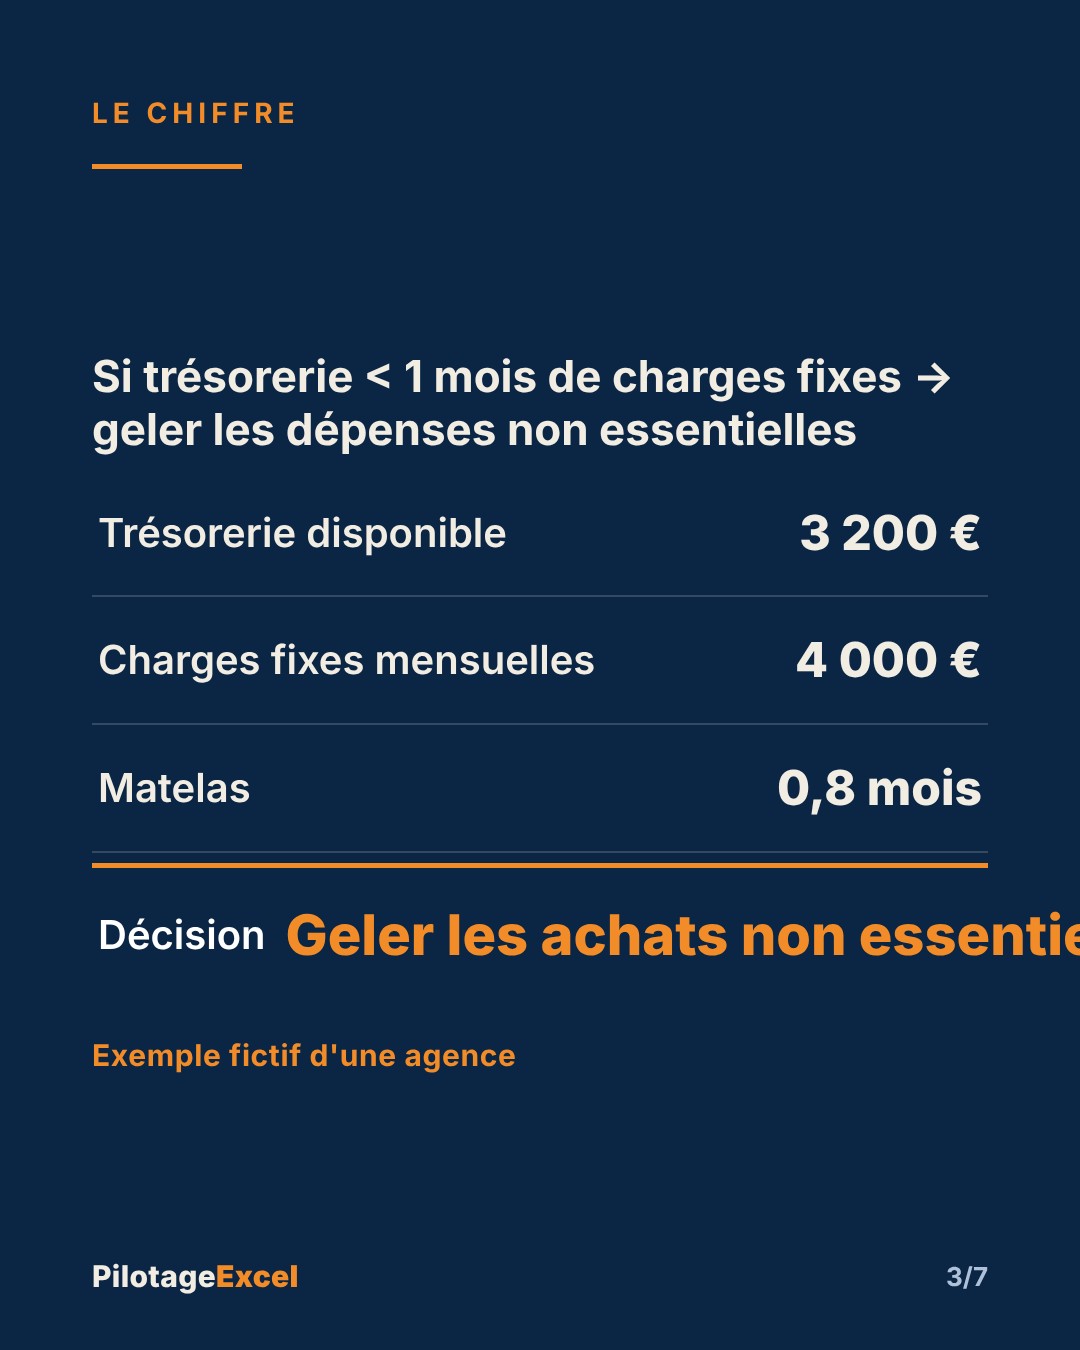 LE CHIFFRE
Si trésorerie < 1 mois de charges fixes →
geler les dépenses non essentielles
Trésorerie disponible 3 200 €
Charges fixes mensuelles 4 000 €
Matelas 0,8 mois
Décision Geler les achats non
Exemple fictif d'une agence
PilotageExcel 3/7